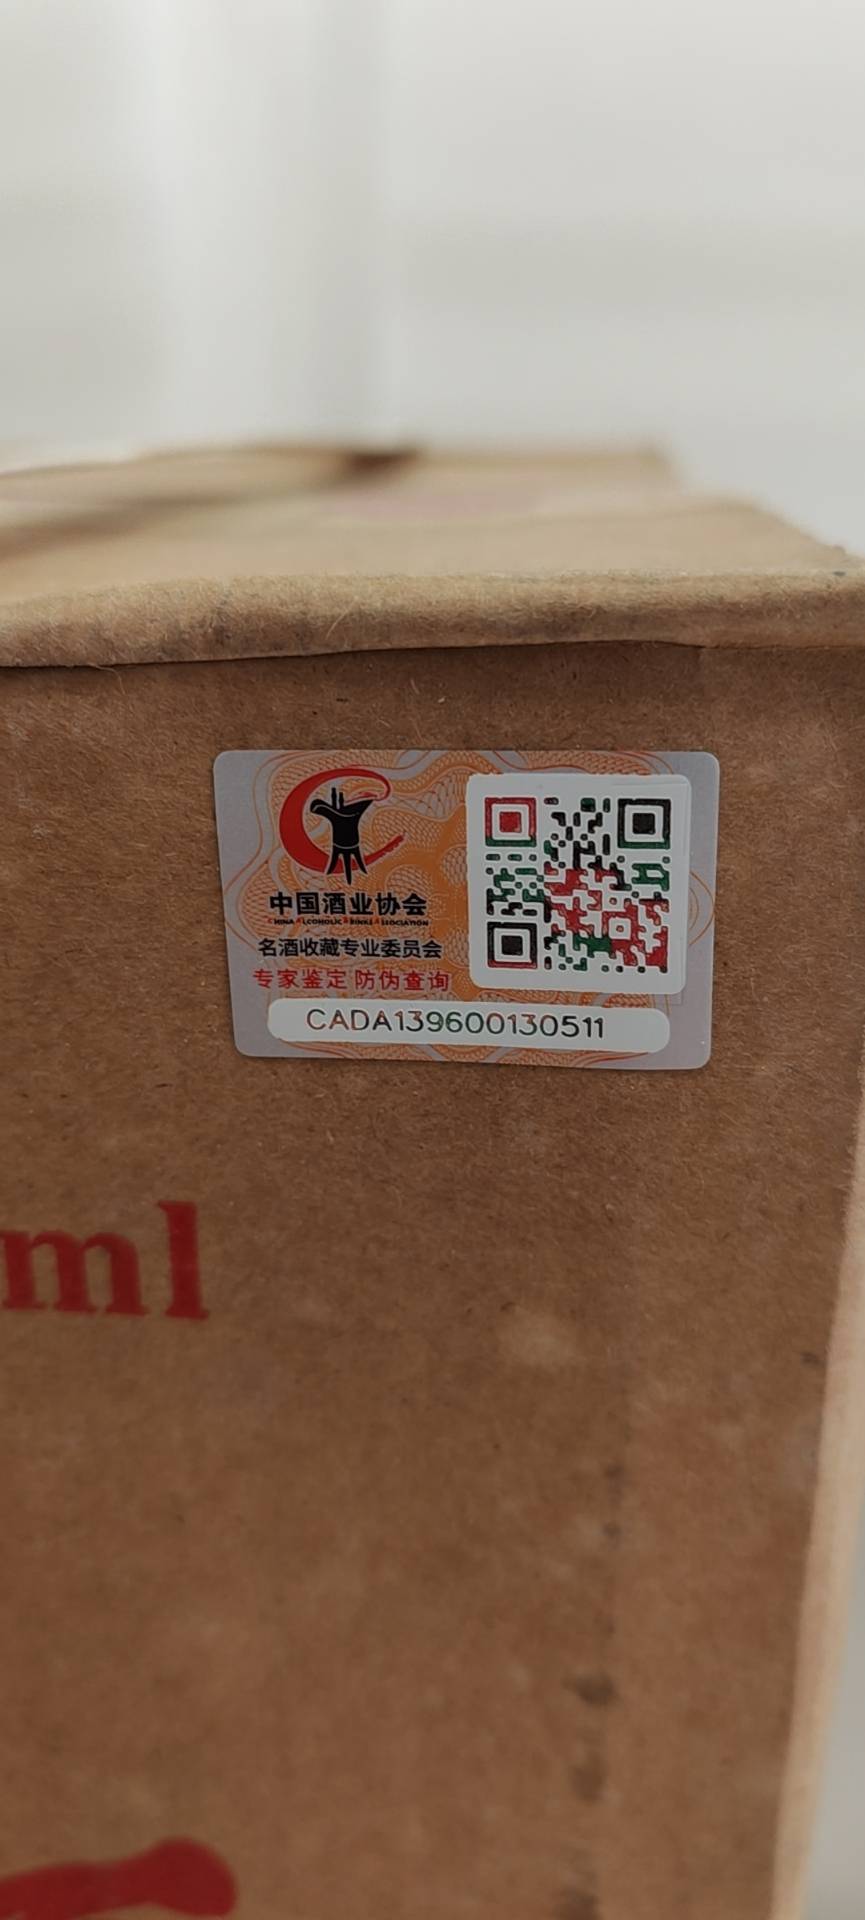 中国酒业协会
CHINA ALCOHOLIC DRINKS ASSOCIATION
名酒收藏专业委员会
专家鉴定 防伪查询
CADA139600130511
ml